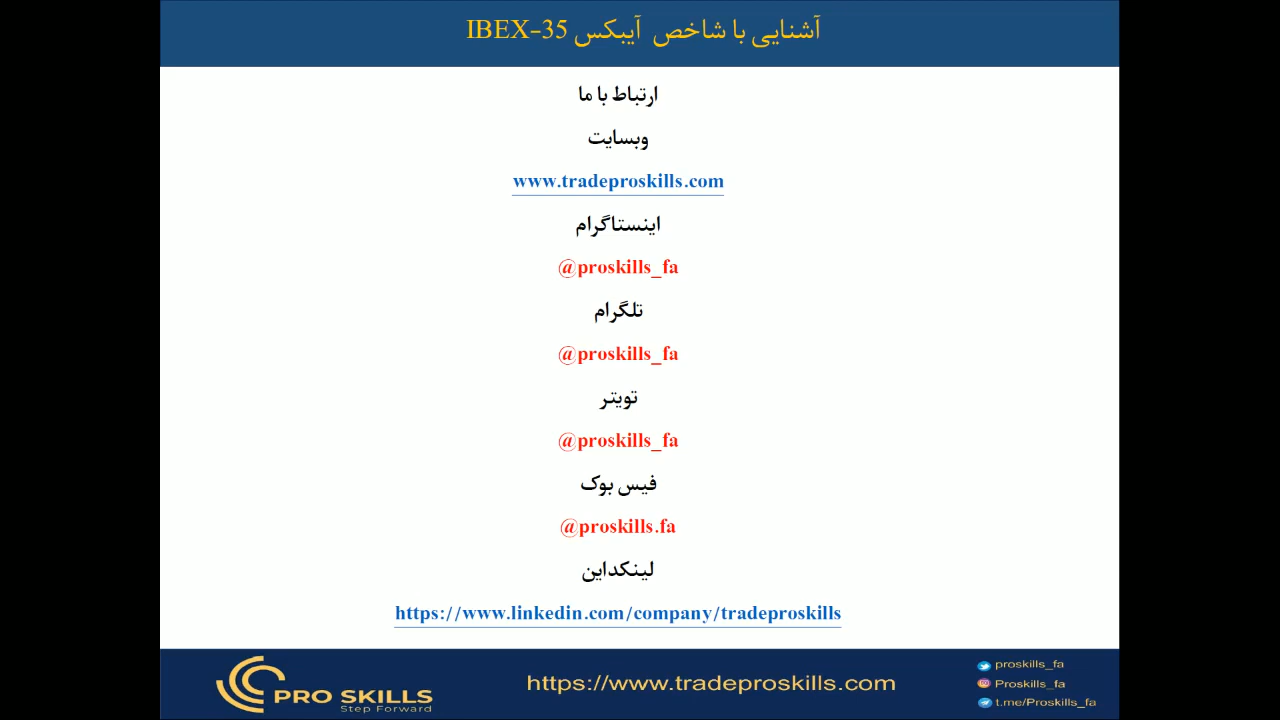 آشنایی با شاخص آیبکس IBEX-35
ارتباط با ما
وبسایت
www.tradeproskills.com
اینستاگرام
@proskills_fa
تلگرام
@proskills_fa
تویتر
@proskills_fa
فیس بوک
@proskills.fa
لینکداین
https://www.linkedin.com/company/tradeproskills
PRO SKILLS
Step Forward
https://www.tradeproskills.com
proskills_fa
Proskills_fa
t.me/Proskills_fa